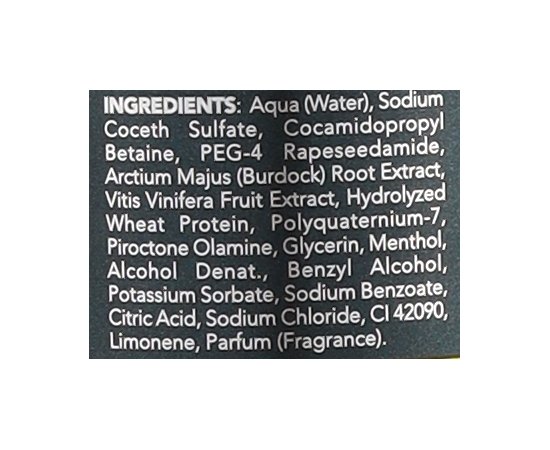 INGREDIENTS: Aqua (Water), Sodium
Coceth Sulfate, Cocamidopropyl
Betaine, PEG-4 Rapeseedamide,
Arctium Majus (Burdock) Root Extract,
Vitis Vinifera Fruit Extract, Hydrolyzed
Wheat Protein, Polyquaternium-7,
Piroctone Olamine, Glycerin, Menthol,
Alcohol Denat., Benzyl Alcohol,
Potassium Sorbate, Sodium Benzoate,
Citric Acid, Sodium Chloride, CI 42090,
Limonene, Parfum (Fragrance).